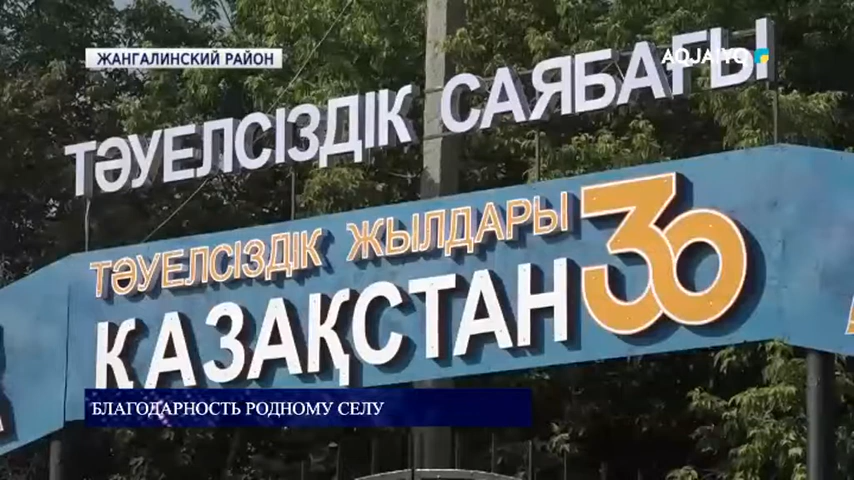 ЖАНГАЛИНСКИЙ РАЙОН
AQJAIYQ
ТӘУЕЛСІЗДІК САЯБАҒЫ
ТӘУЕЛСІЗДІК ЖЫЛДАРЫ
ҚАЗАҚСТАН 30
БЛАГОДАРНОСТЬ РОДНОМУ СЕЛУ